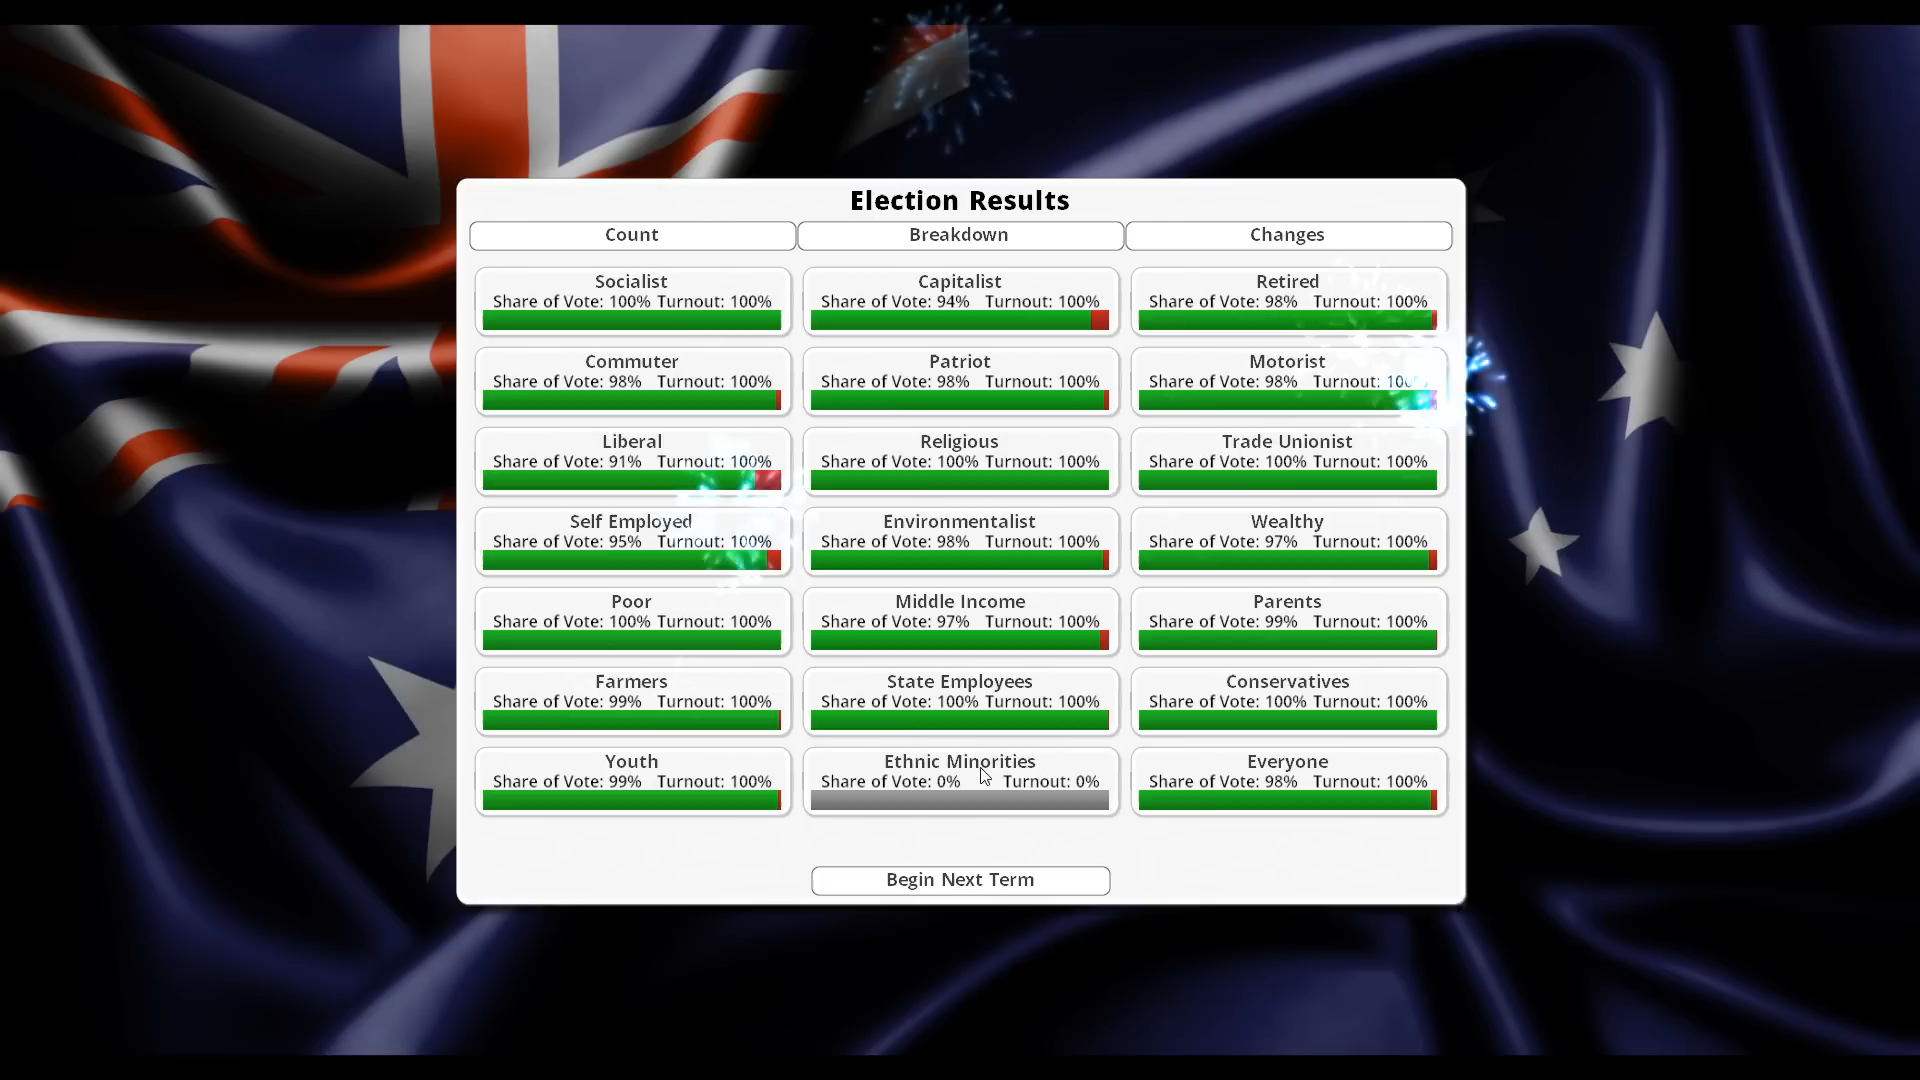 Election Results
Count Breakdown Changes
Socialist
Share of Vote: 100% Turnout: 100%
Capitalist
Share of Vote: 94% Turnout: 100%
Retired
Share of Vote: 98% Turnout: 100%
Commuter
Share of Vote: 98% Turnout: 100%
Patriot
Share of Vote: 98% Turnout: 100%
Motorist
Share of Vote: 98% Turnout: 100%
Liberal
Share of Vote: 91% Turnout: 100%
Religious
Share of Vote: 100% Turnout: 100%
Trade Unionist
Share of Vote: 100% Turnout: 100%
Self Employed
Share of Vote: 95% Turnout: 100%
Environmentalist
Share of Vote: 98% Turnout: 100%
Wealthy
Share of Vote: 97% Turnout: 100%
Poor
Share of Vote: 100% Turnout: 100%
Middle Income
Share of Vote: 97% Turnout: 100%
Parents
Share of Vote: 99% Turnout: 100%
Farmers
Share of Vote: 99% Turnout: 100%
State Employees
Share of Vote: 100% Turnout: 100%
Conservatives
Share of Vote: 100% Turnout: 100%
Youth
Share of Vote: 99% Turnout: 100%
Ethnic Minorities
Share of Vote: 0% Turnout: 0%
Everyone
Share of Vote: 98% Turnout: 100%
Begin Next Term